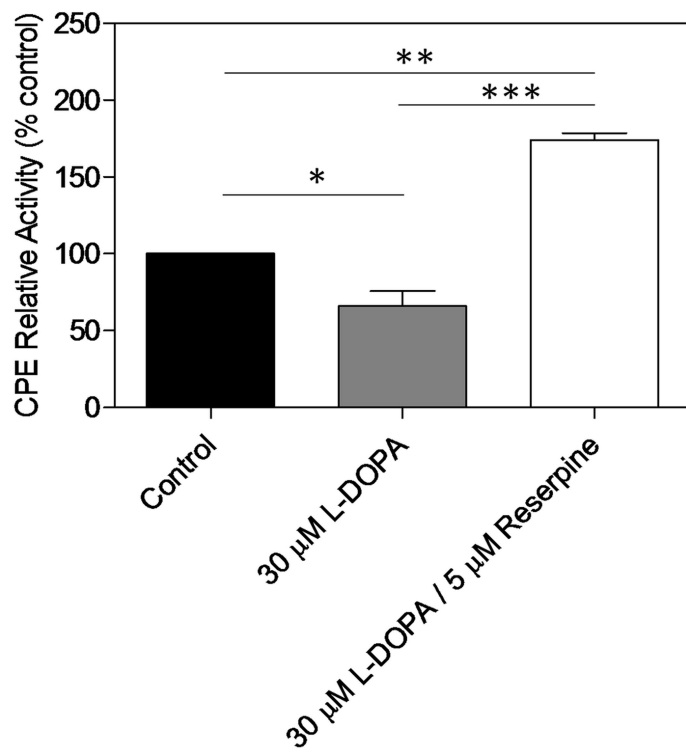 CPE Relative Activity (% control)
250
200
150
100
50
0
**
***
*
Control
30 µM L-DOPA
30 µM L-DOPA / 5 µM Reserpine